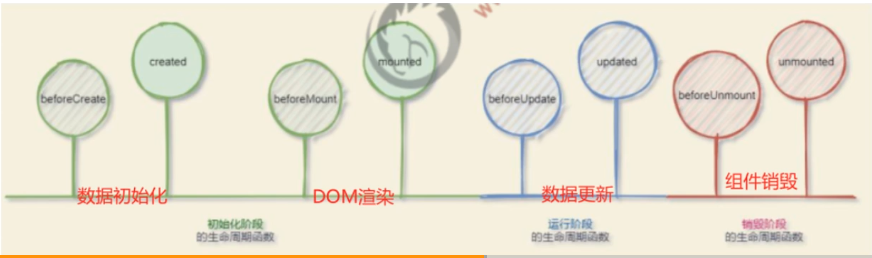 created
mounted
updated
unmounted
beforeCreate
beforeMount
beforeUpdate
beforeUnmount
数据初始化
DOM渲染
数据更新
组件销毁
初始化阶段
的生命周期函数
运行阶段
的生命周期函数
销毁阶段
的生命周期函数